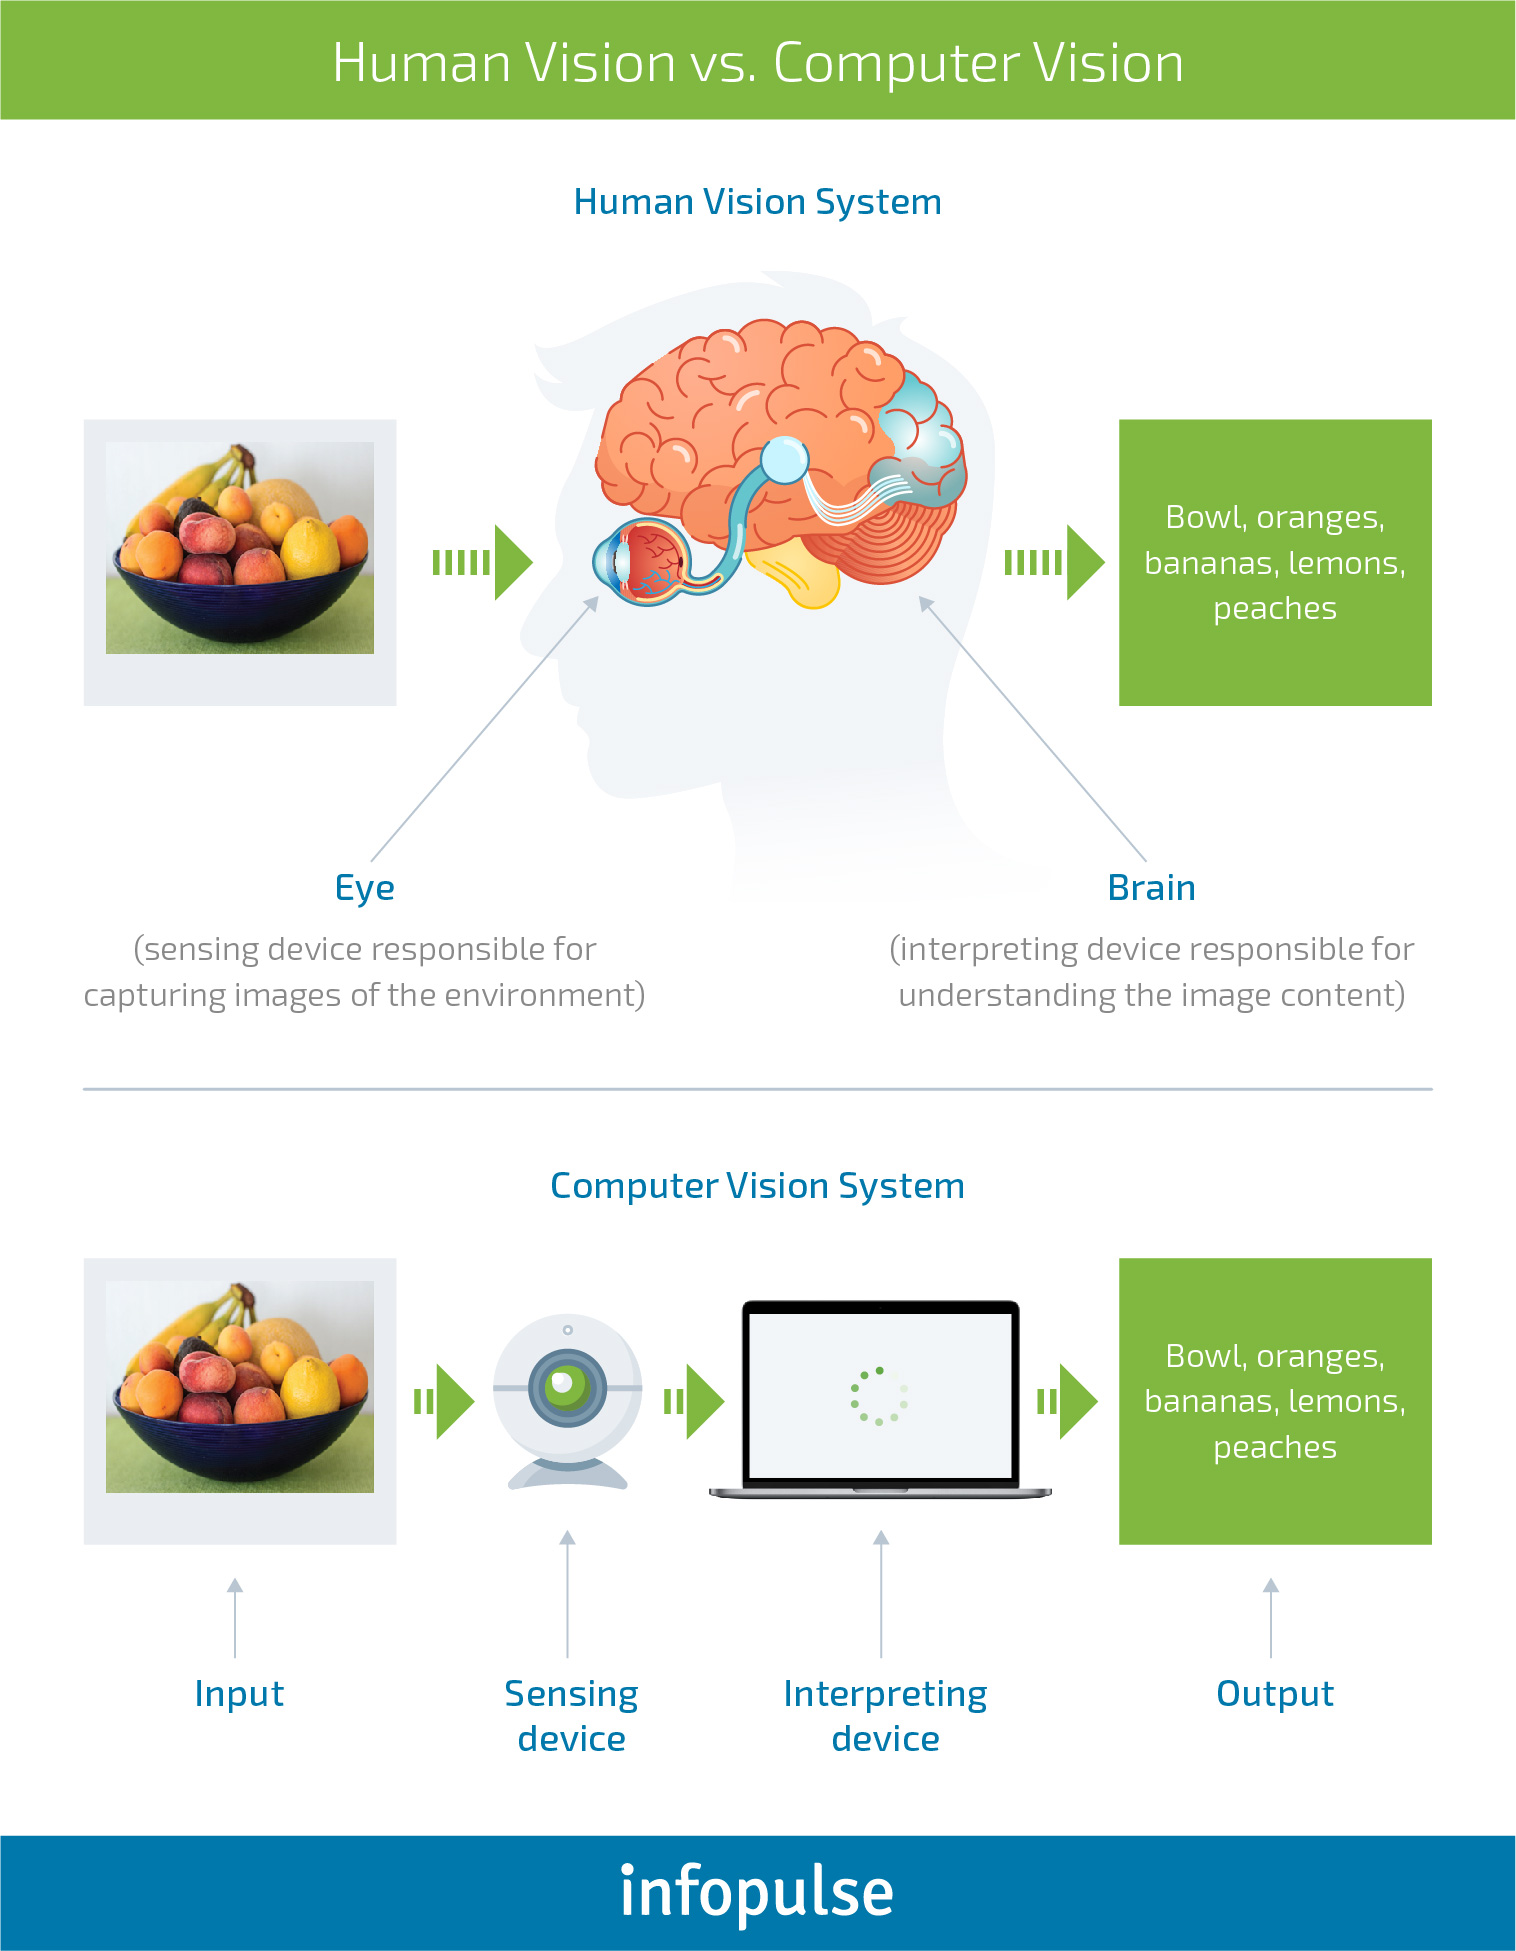 Human Vision vs. Computer Vision
Human Vision System
Bowl, oranges,
bananas, lemons,
peaches
Eye
(sensing device responsible for
capturing images of the environment)
Brain
(interpreting device responsible for
understanding the image content)
Computer Vision System
Bowl, oranges,
bananas, lemons,
peaches
Input
Sensing
device
Interpreting
device
Output
infopulse